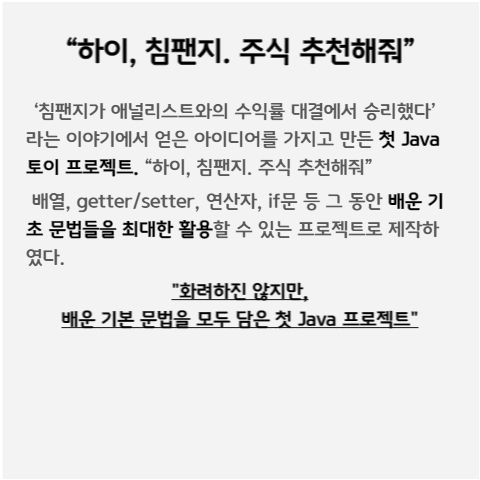 “하이, 침팬지. 주식 추천해줘”
‘침팬지가 애널리스트와의 수익률 대결에서 승리했다’
라는 이야기에서 얻은 아이디어를 가지고 만든 첫 Java
토이 프로젝트. “하이, 침팬지. 주식 추천해줘”
배열, getter/setter, 연산자, if문 등 그 동안 배운 기
초 문법들을 최대한 활용할 수 있는 프로젝트로 제작하
였다.
"화려하진 않지만,
배운 기본 문법을 모두 담은 첫 Java 프로젝트"